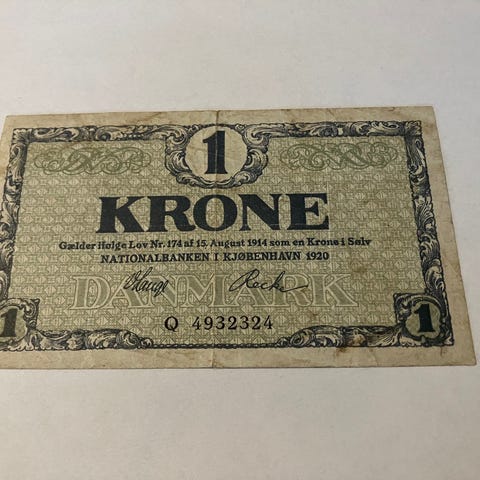 1
KRONE
Gælder ifølge Lov Nr. 174 af 15. August 1914 som en Krone i Sølv
NATIONALBANKEN I KJØBENHAVN 1920
DANMARK
1 Q 4932324 1